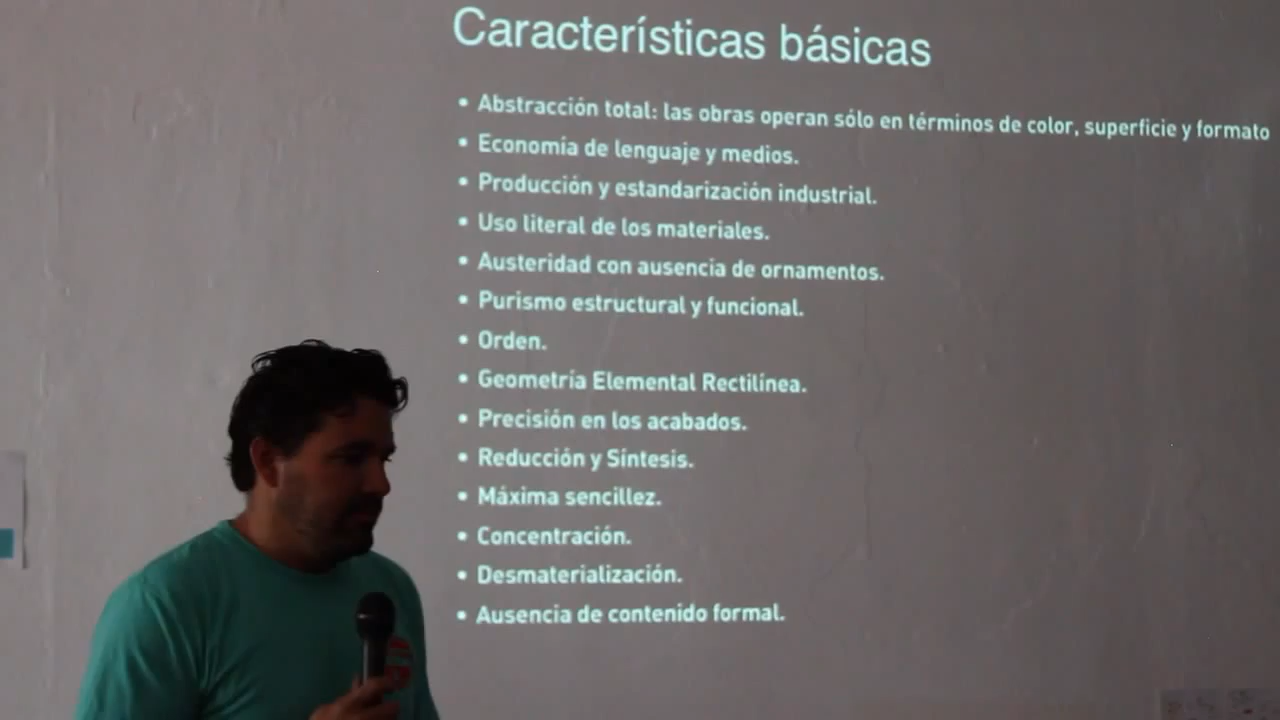 Características básicas
• Abstracción total: las obras operan sólo en términos de color, superficie y formato
• Economía de lenguaje y medios.
• Producción y estandarización industrial.
• Uso literal de los materiales.
• Austeridad con ausencia de ornamentos.
• Purismo estructural y funcional.
• Orden.
• Geometría Elemental Rectilínea.
• Precisión en los acabados.
• Reducción y Síntesis.
• Máxima sencillez.
• Concentración.
• Desmaterialización.
• Ausencia de contenido formal.